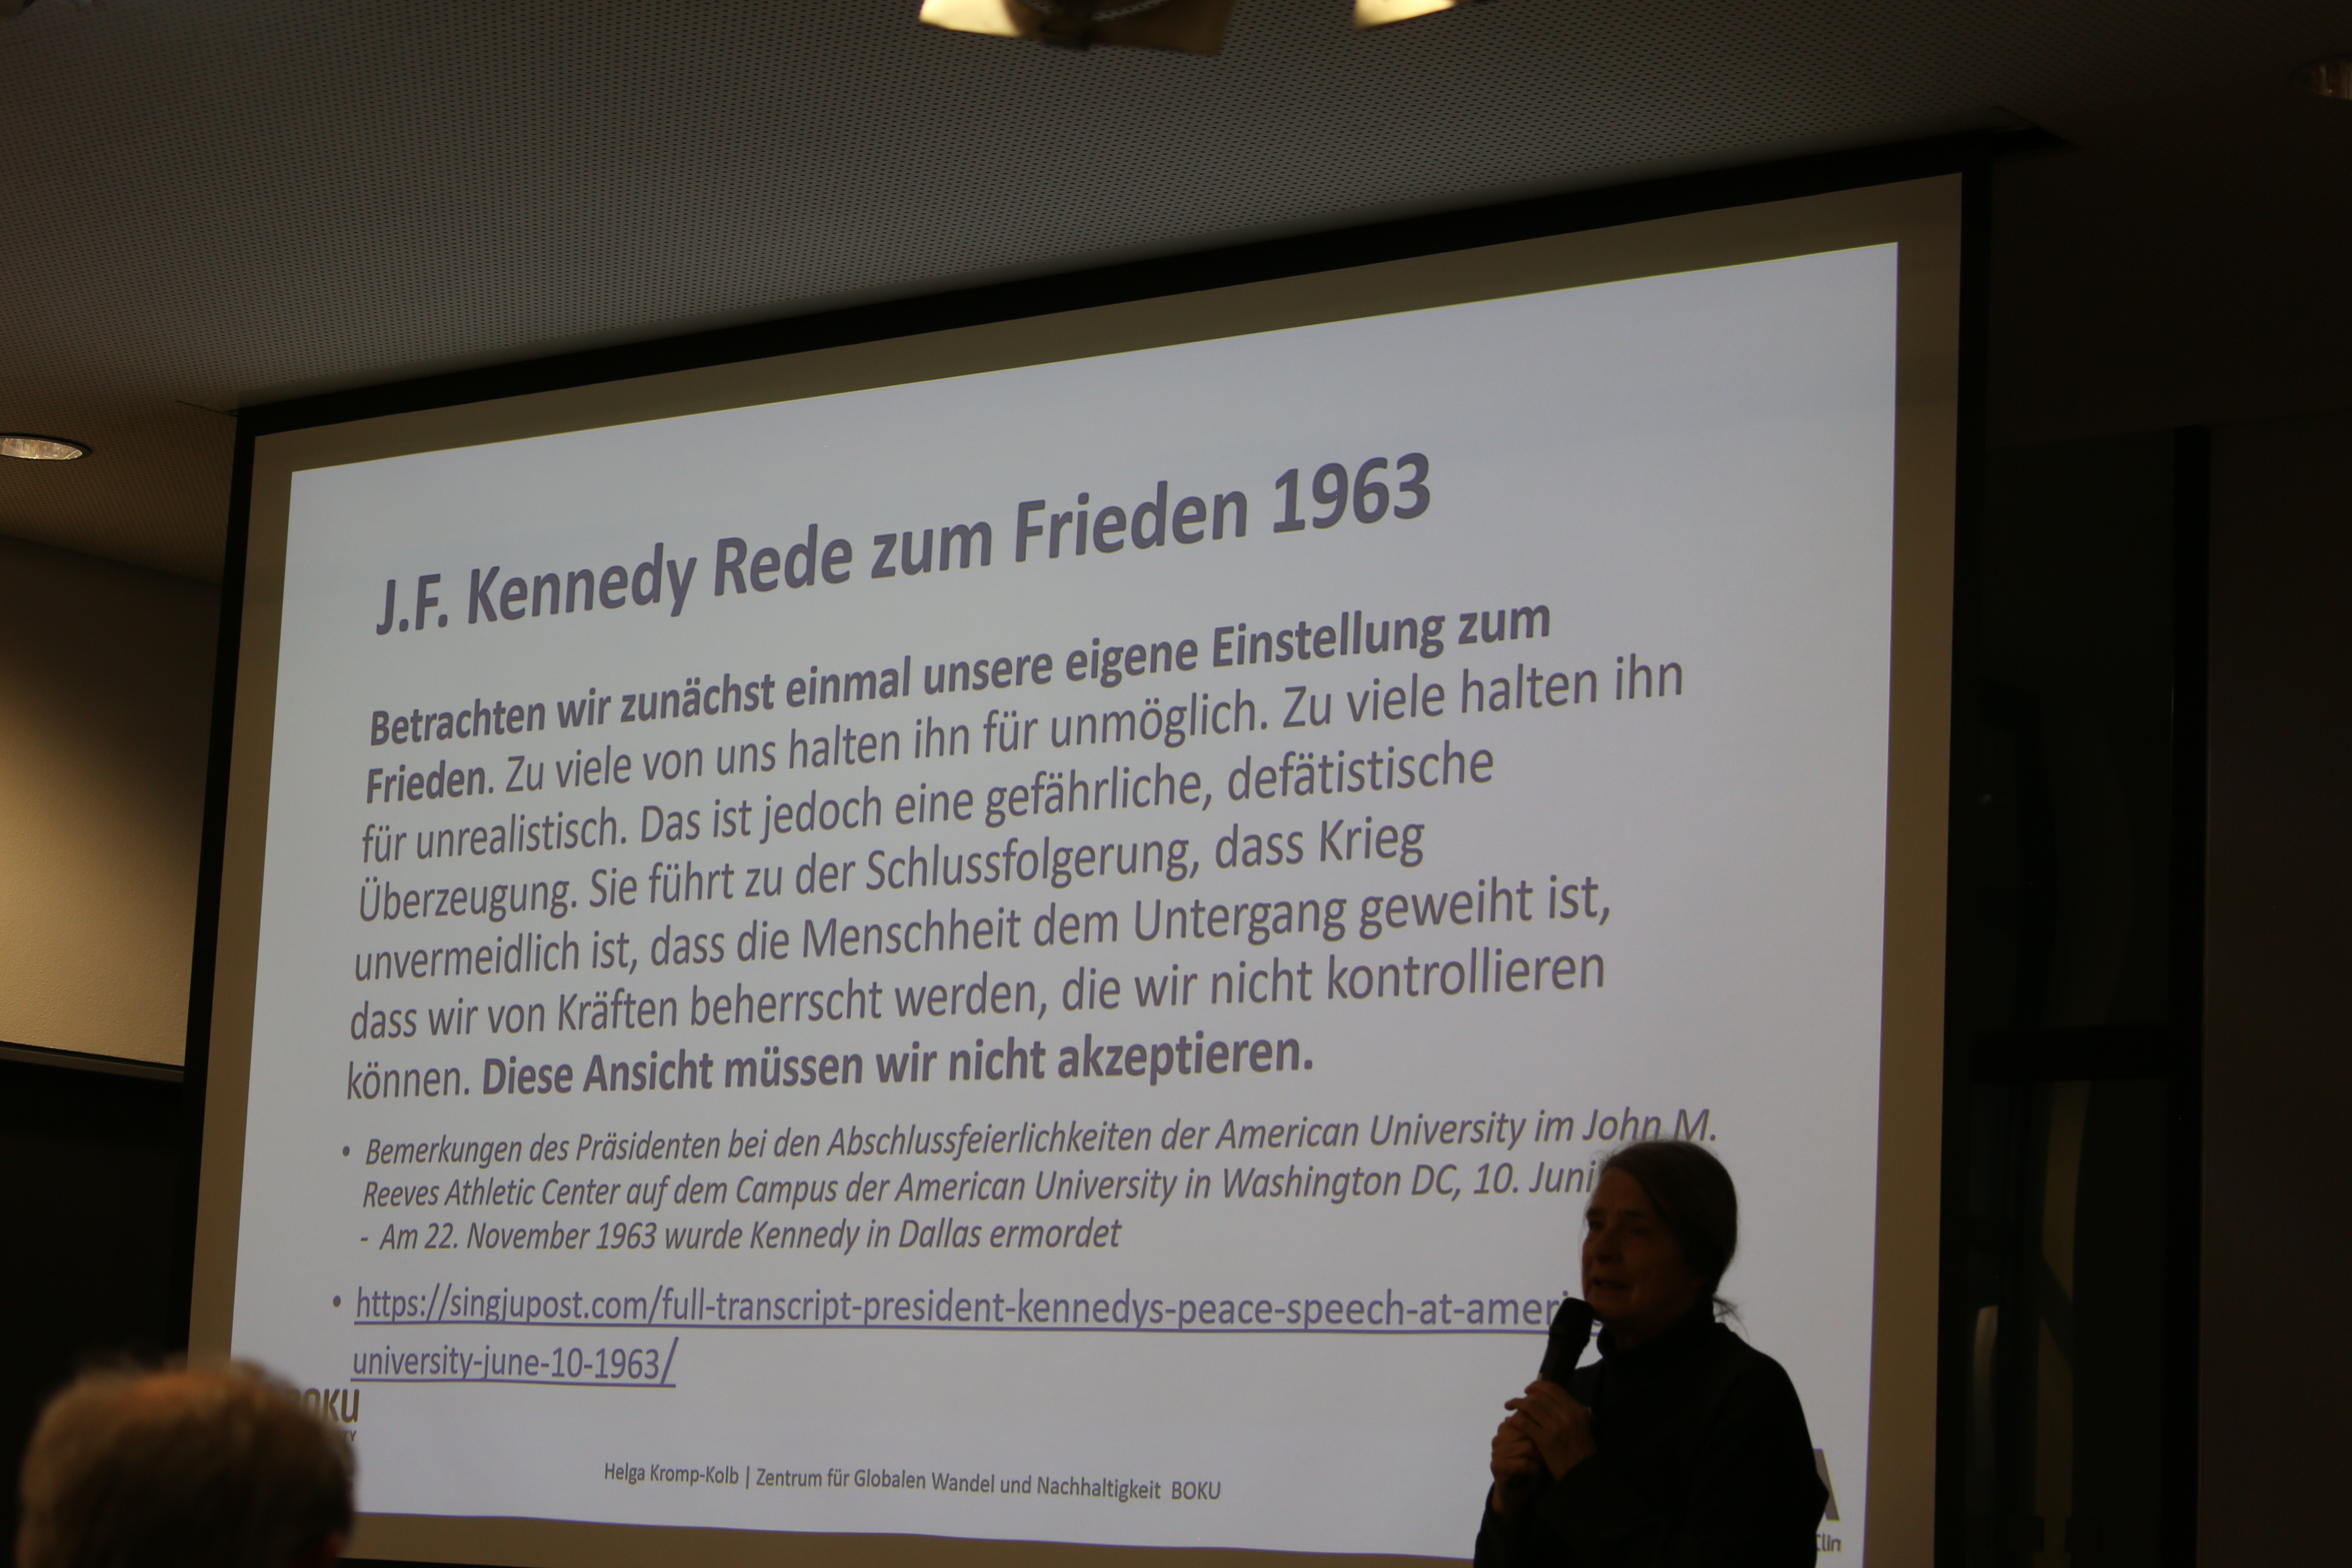 J.F. Kennedy Rede zum Frieden 1963
Betrachten wir zunächst einmal unsere eigene Einstellung zum
Frieden. Zu viele von uns halten ihn für unmöglich. Zu viele halten ihn
für unrealistisch. Das ist jedoch eine gefährliche, defätistische
Überzeugung. Sie führt zu der Schlussfolgerung, dass Krieg
unvermeidlich ist, dass die Menschheit dem Untergang geweiht ist,
dass wir von Kräften beherrscht werden, die wir nicht kontrollieren
können. Diese Ansicht müssen wir nicht akzeptieren.
• Bemerkungen des Präsidenten bei den Abschlussfeierlichkeiten der American University im John M.
Reeves Athletic Center auf dem Campus der American University in Washington DC, 10. Juni
- Am 22. November 1963 wurde Kennedy in Dallas ermordet
• https://singjupost.com/full-transcript-president-kennedys-peace-speech-at-ameri
university-june-10-1963/
BOKU
Helga Kromp-Kolb | Zentrum für Globalen Wandel und Nachhaltigkeit BOKU